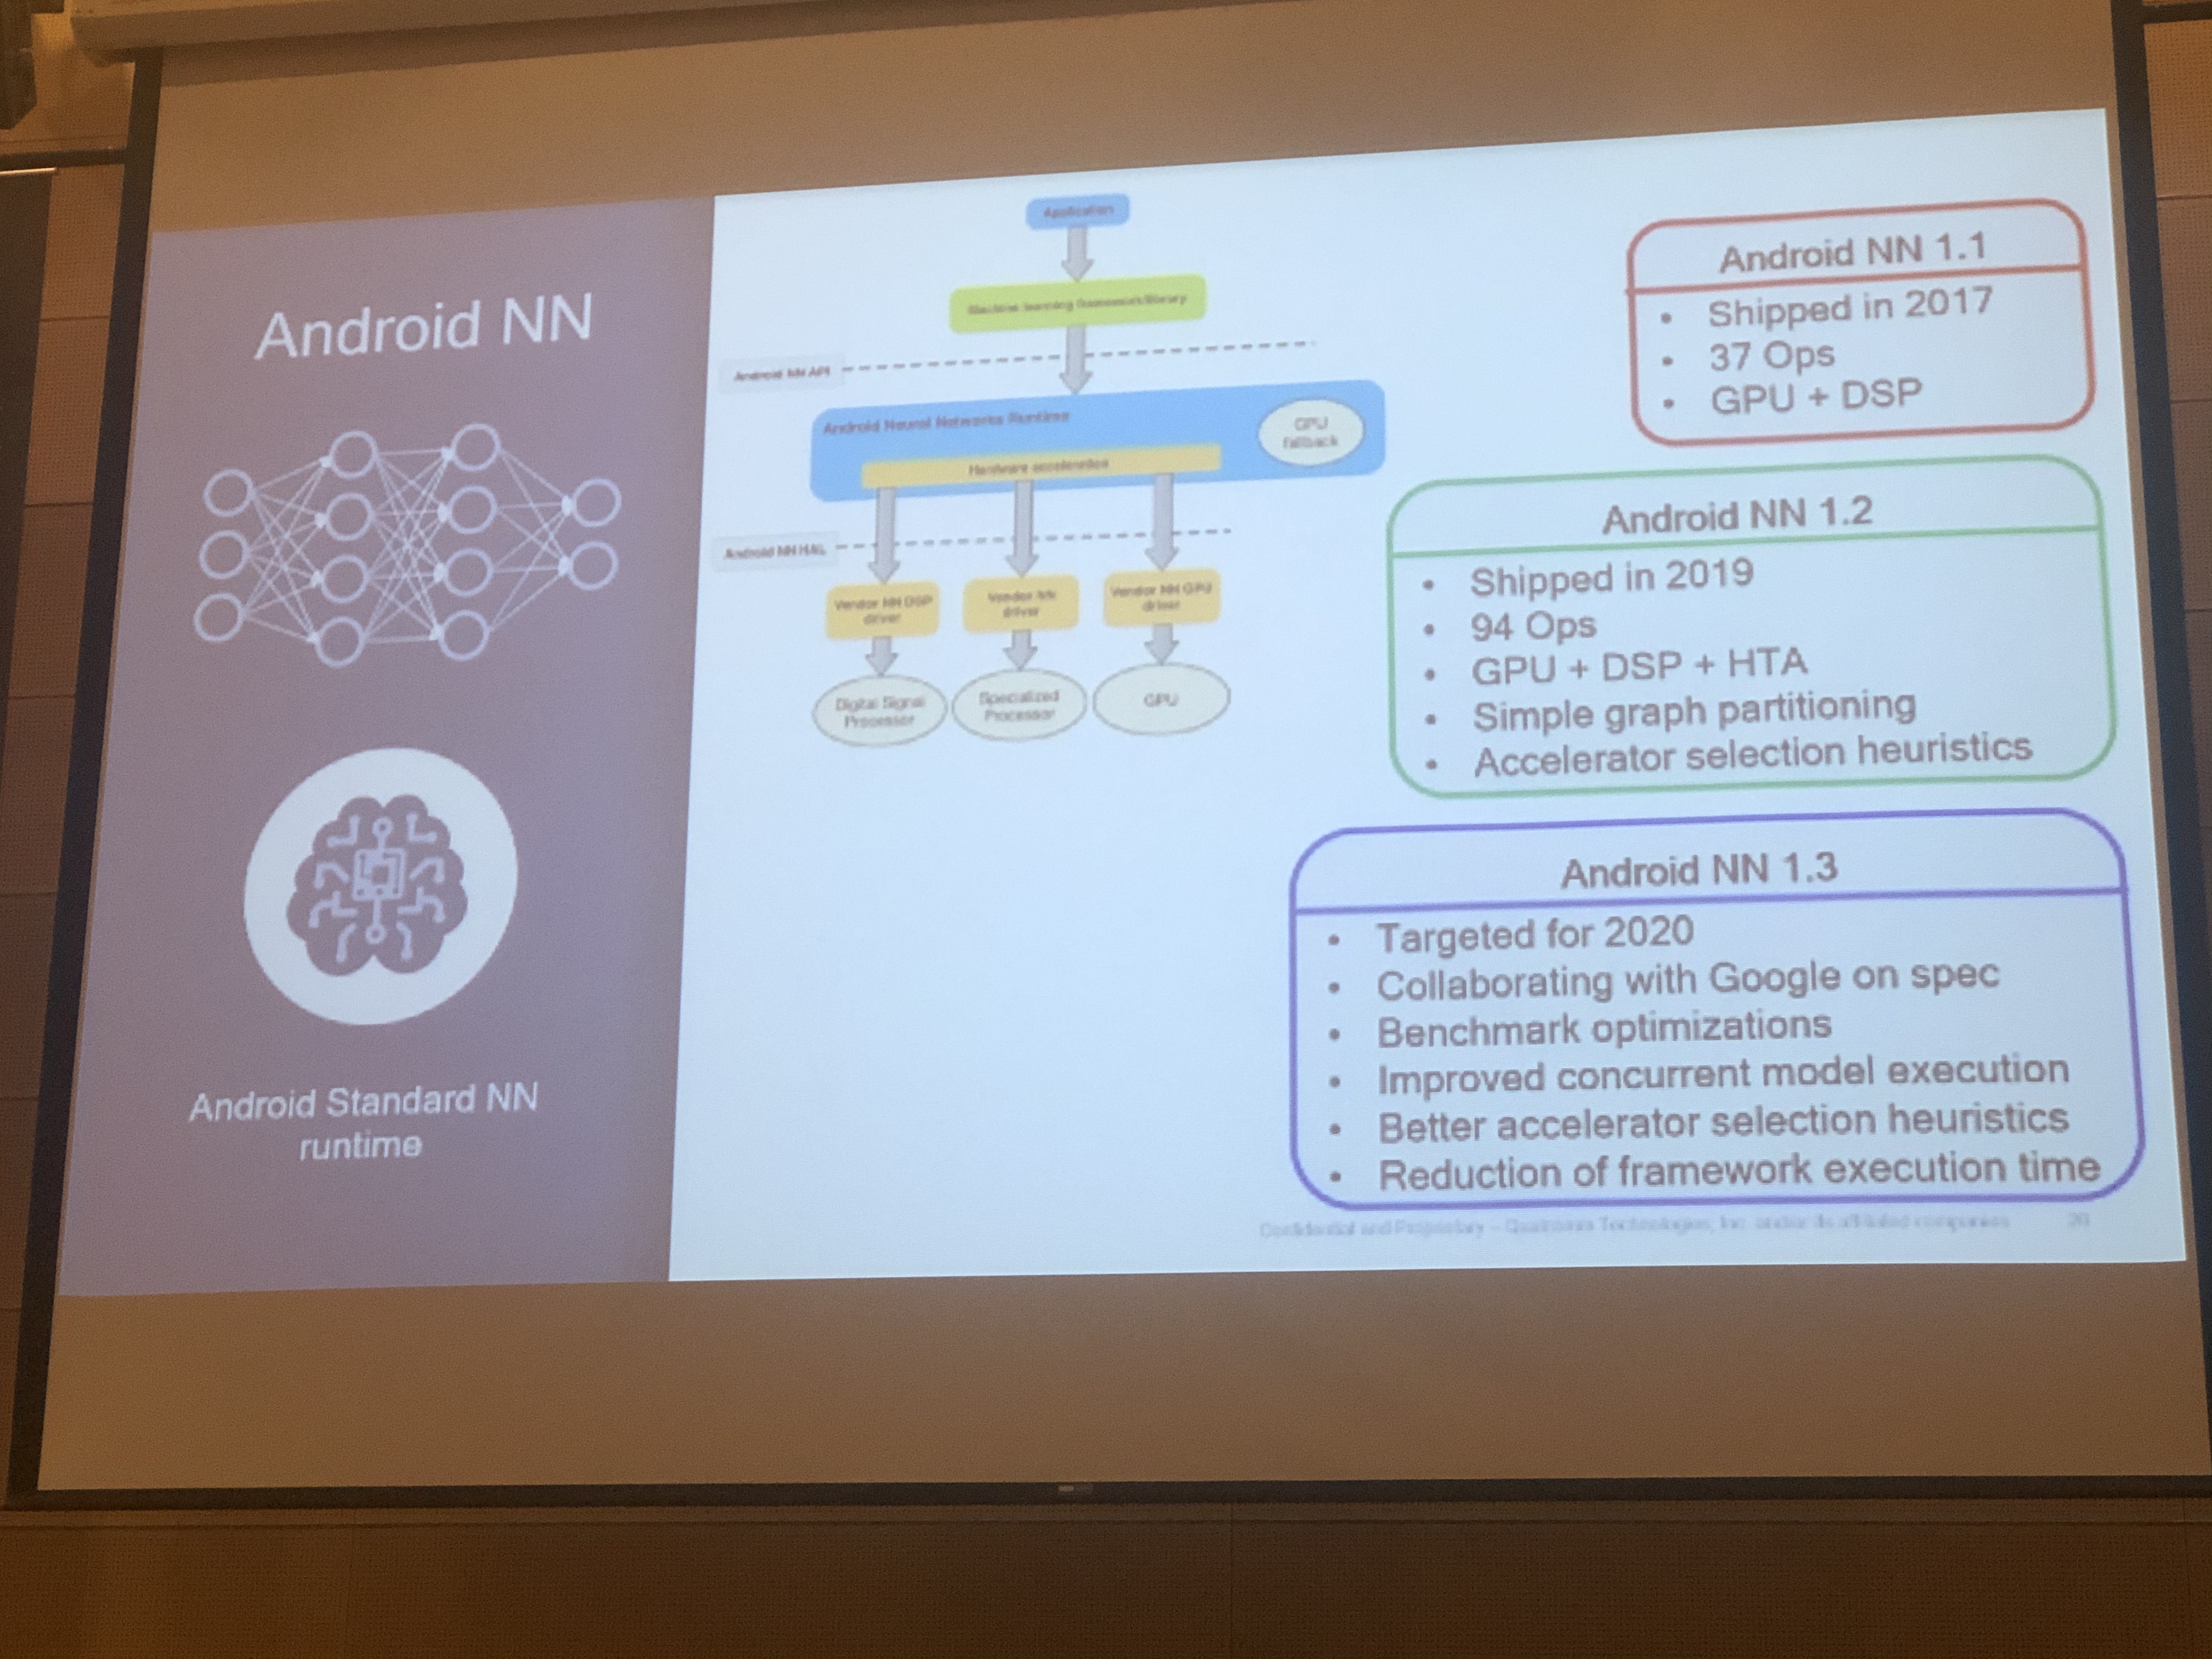 Android NN
Android Standard NN
runtime
Application
Machine learning framework/library
Android NN API
Android Neural Networks Runtime
GPU
fallback
Hardware acceleration
Android NN HAL
Vendor NN DSP
driver
Vendor NN
driver
Vendor NN GPU
driver
Digital Signal
Processor
Specialized
Processor
GPU
Android NN 1.1
• Shipped in 2017
• 37 Ops
• GPU + DSP
Android NN 1.2
• Shipped in 2019
• 94 Ops
• GPU + DSP + HTA
• Simple graph partitioning
• Accelerator selection heuristics
Android NN 1.3
• Targeted for 2020
• Collaborating with Google on spec
• Benchmark optimizations
• Improved concurrent model execution
• Better accelerator selection heuristics
• Reduction of framework execution time
Confidential and Proprietary – Qualcomm Technologies, Inc. and/or its affiliated companies 20